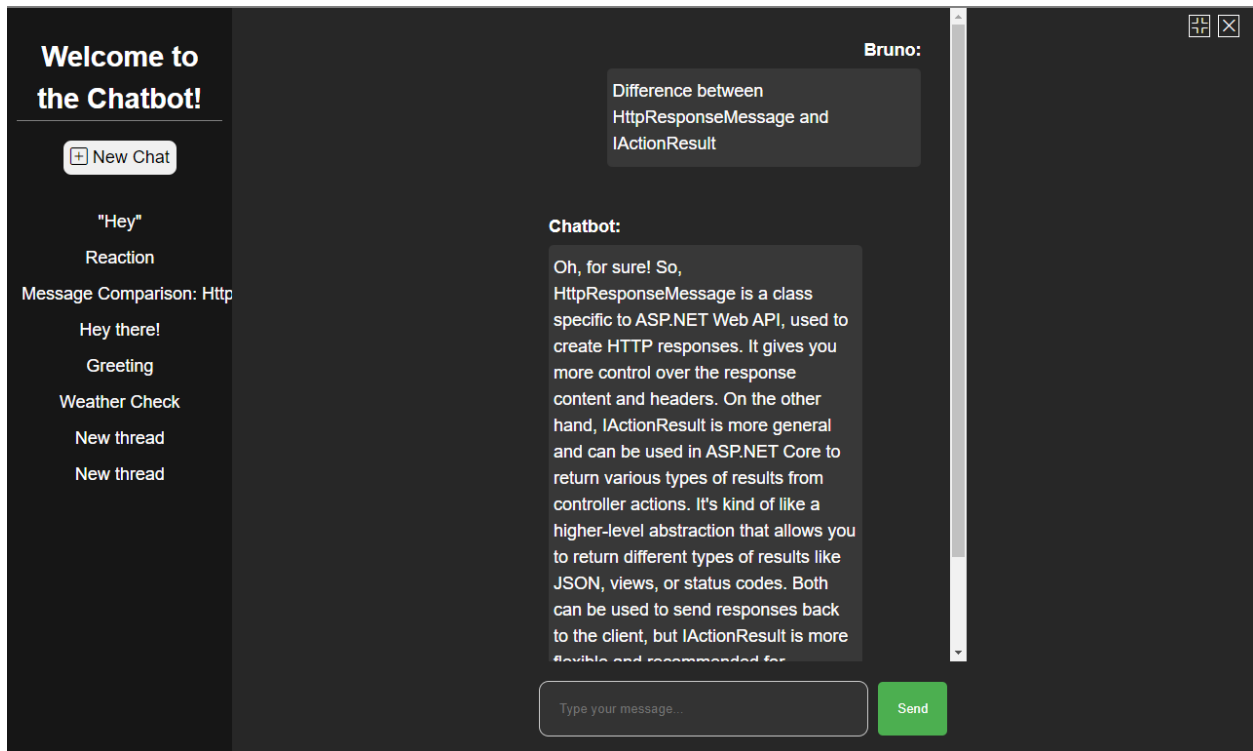 Welcome to
the Chatbot!
New Chat
"Hey"
Reaction
Message Comparison: Http
Hey there!
Greeting
Weather Check
New thread
New thread
Bruno:
Difference between
HttpResponseMessage and
IActionResult
Chatbot:
Oh, for sure! So,
HttpResponseMessage is a class
specific to ASP.NET Web API, used to
create HTTP responses. It gives you
more control over the response
content and headers. On the other
hand, IActionResult is more general
and can be used in ASP.NET Core to
return various types of results from
controller actions. It's kind of like a
higher-level abstraction that allows you
to return different types of results like
JSON, views, or status codes. Both
can be used to send responses back
to the client, but IActionResult is more
flexible and recommended for
Type your message...
Send